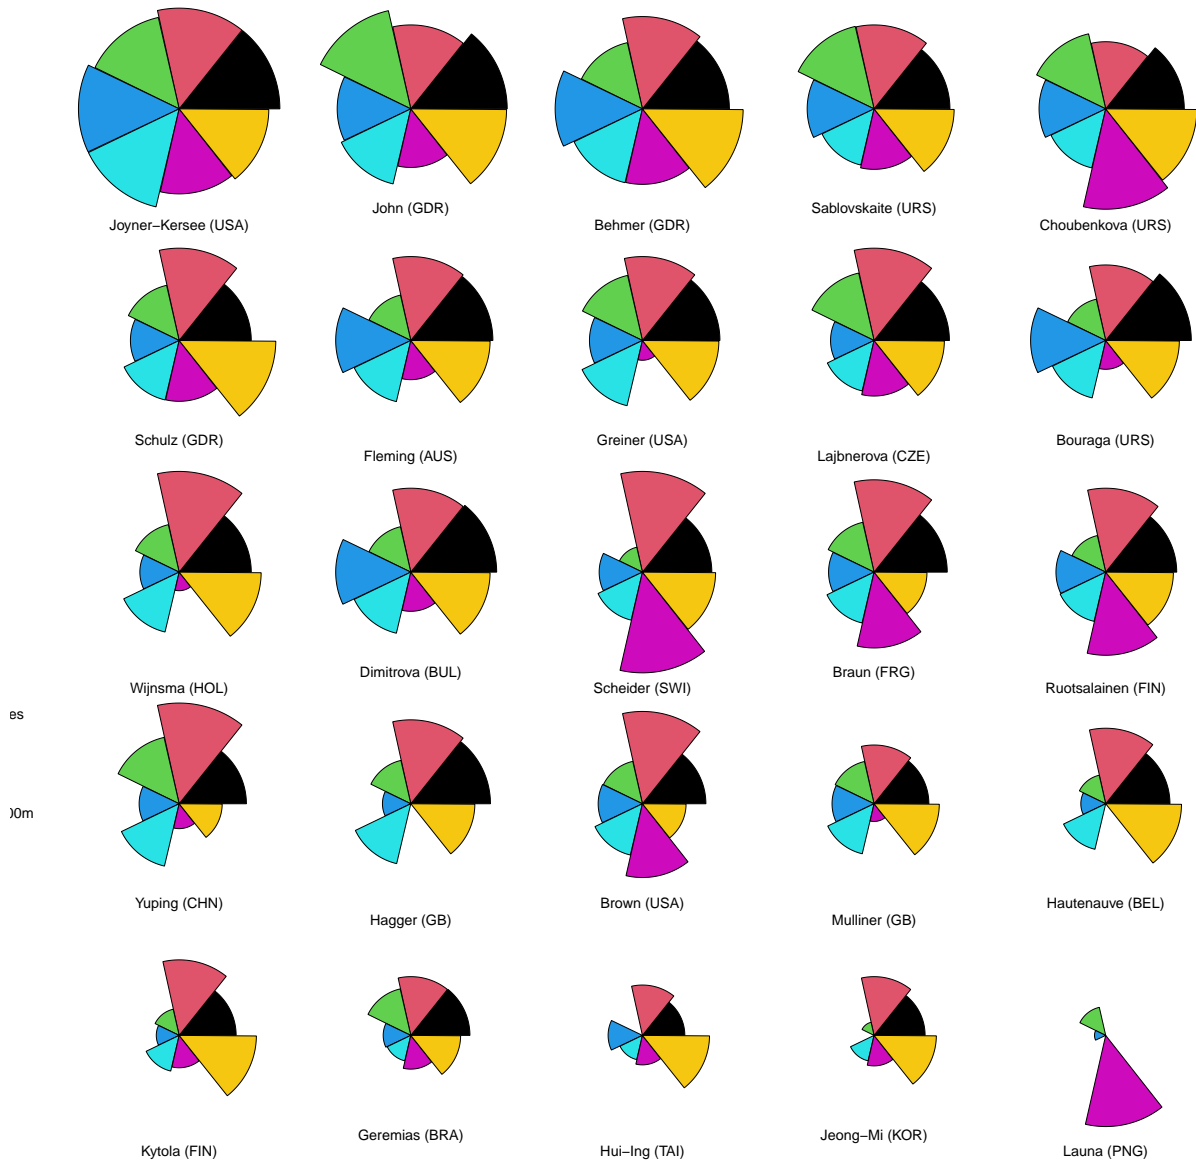 Joyner−Kersee (USA)
John (GDR)
Behmer (GDR)
Sablovskaite (URS)
Choubenkova (URS)
Schulz (GDR)
Fleming (AUS)
Greiner (USA)
Lajbnerova (CZE)
Bouraga (URS)
Wijnsma (HOL)
Dimitrova (BUL)
Scheider (SWI)
Braun (FRG)
Ruotsalainen (FIN)
es
00m
Yuping (CHN)
Hagger (GB)
Brown (USA)
Mulliner (GB)
Hautenauve (BEL)
Kytola (FIN)
Geremias (BRA)
Hui−Ing (TAI)
Jeong−Mi (KOR)
Launa (PNG)